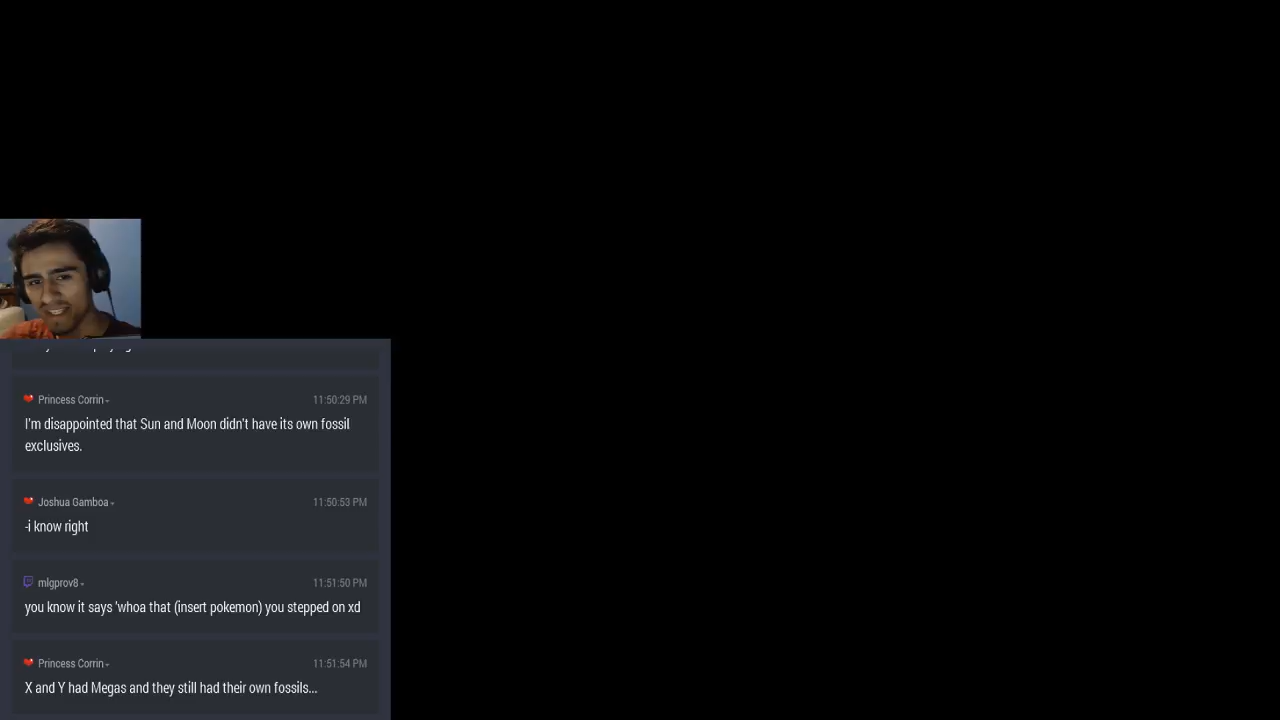 Princess Corrin
11:50:29 PM
I'm disappointed that Sun and Moon didn't have its own fossil
exclusives.
Joshua Gamboa
11:50:53 PM
-i know right
mlgprov8
11:51:50 PM
you know it says 'whoa that (insert pokemon) you stepped on xd
Princess Corrin
11:51:54 PM
X and Y had Megas and they still had their own fossils...